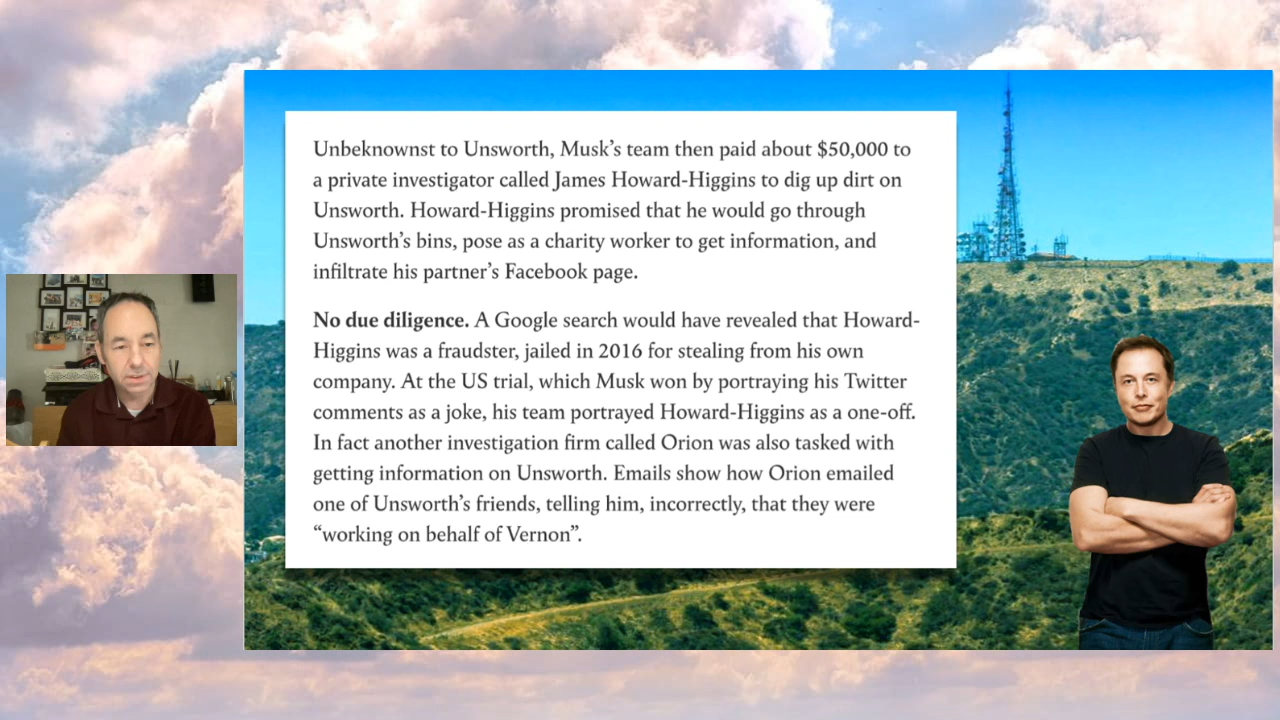 Unbeknownst to Unsworth, Musk’s team then paid about $50,000 to
a private investigator called James Howard-Higgins to dig up dirt on
Unsworth. Howard-Higgins promised that he would go through
Unsworth’s bins, pose as a charity worker to get information, and
infiltrate his partner’s Facebook page.
No due diligence. A Google search would have revealed that Howard-
Higgins was a fraudster, jailed in 2016 for stealing from his own
company. At the US trial, which Musk won by portraying his Twitter
comments as a joke, his team portrayed Howard-Higgins as a one-off.
In fact another investigation firm called Orion was also tasked with
getting information on Unsworth. Emails show how Orion emailed
one of Unsworth’s friends, telling him, incorrectly, that they were
“working on behalf of Vernon”.